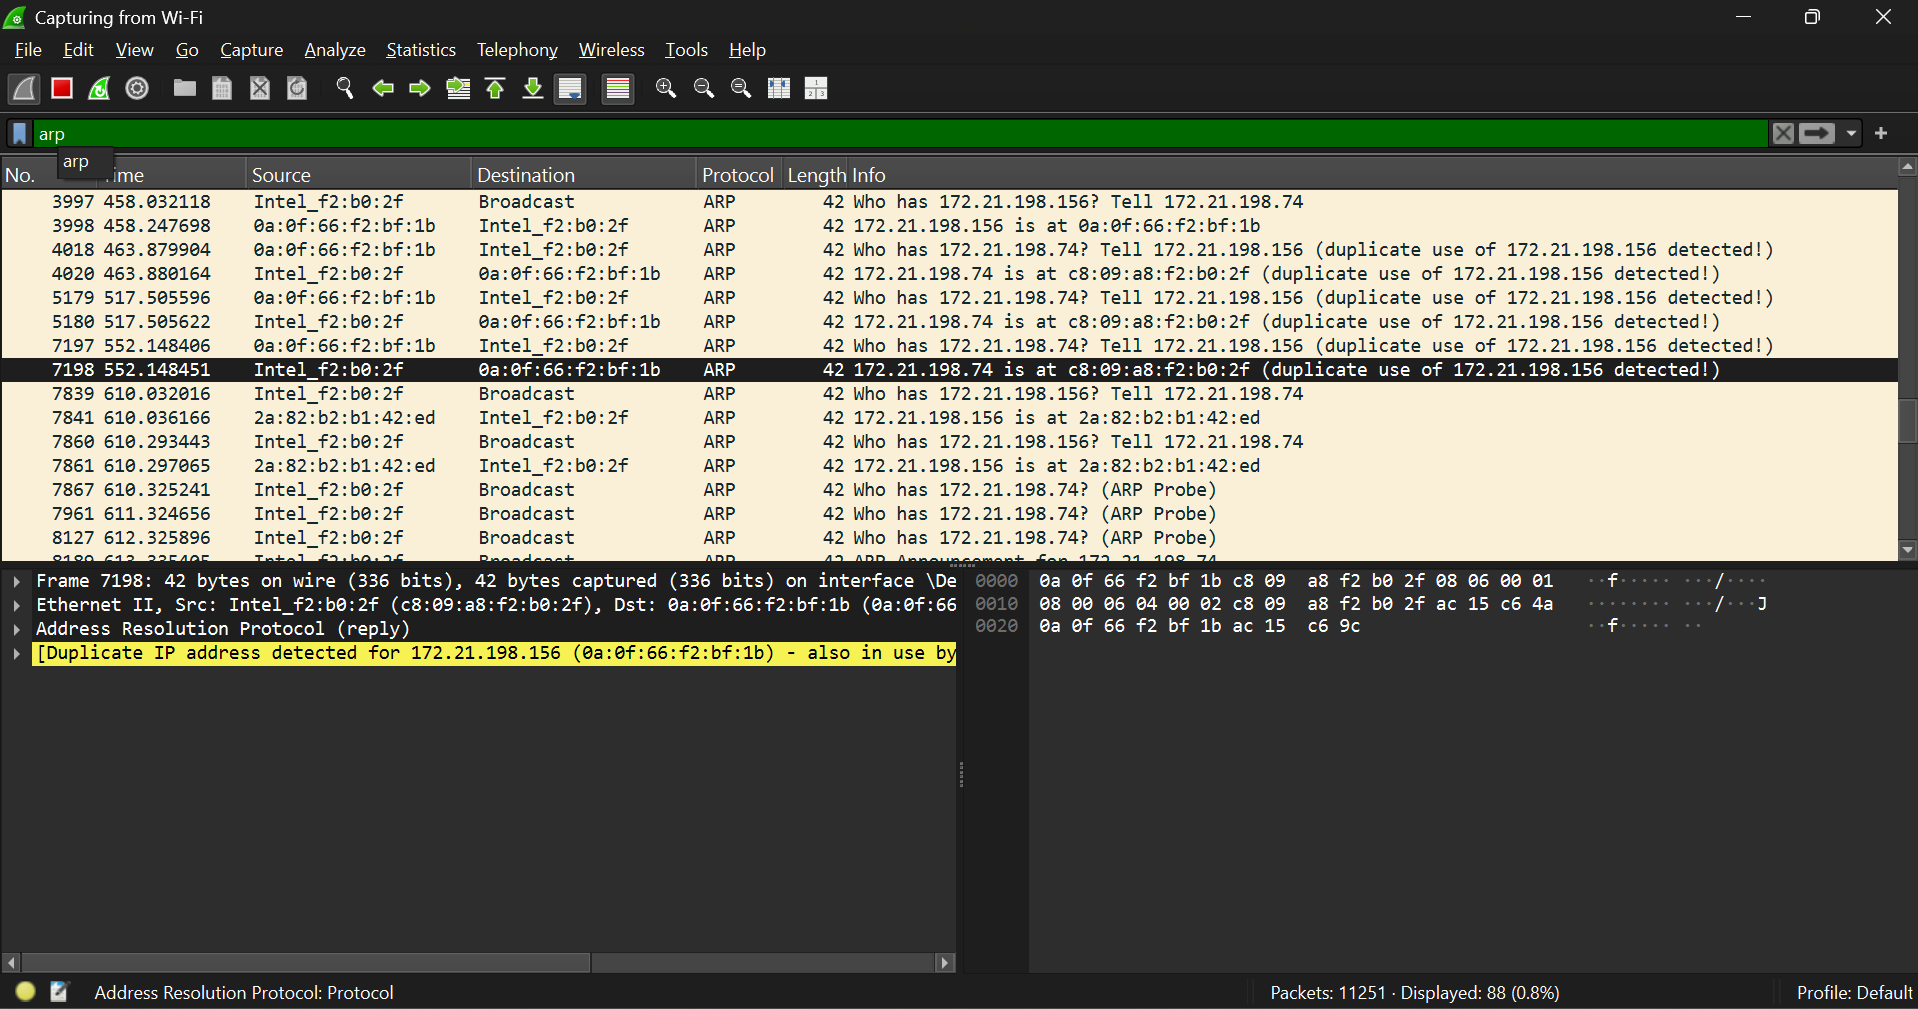 Capturing from Wi-Fi
File Edit View Go Capture Analyze Statistics Telephony Wireless Tools Help
arp
arp
No. ime Source Destination Protocol Length Info
3997 458.032118 Intel_f2:b0:2f Broadcast ARP 42 Who has 172.21.198.156? Tell 172.21.198.74
3998 458.247698 0a:0f:66:f2:bf:1b Intel_f2:b0:2f ARP 42 172.21.198.156 is at 0a:0f:66:f2:bf:1b
4018 463.879904 0a:0f:66:f2:bf:1b Intel_f2:b0:2f ARP 42 Who has 172.21.198.74? Tell 172.21.198.156 (duplicate use of 172.21.198.156 detected!)
4020 463.880164 Intel_f2:b0:2f 0a:0f:66:f2:bf:1b ARP 42 172.21.198.74 is at c8:09:a8:f2:b0:2f (duplicate use of 172.21.198.156 detected!)
5179 517.505596 0a:0f:66:f2:bf:1b Intel_f2:b0:2f ARP 42 Who has 172.21.198.74? Tell 172.21.198.156 (duplicate use of 172.21.198.156 detected!)
5180 517.505622 Intel_f2:b0:2f 0a:0f:66:f2:bf:1b ARP 42 172.21.198.74 is at c8:09:a8:f2:b0:2f (duplicate use of 172.21.198.156 detected!)
7197 552.148406 0a:0f:66:f2:bf:1b Intel_f2:b0:2f ARP 42 Who has 172.21.198.74? Tell 172.21.198.156 (duplicate use of 172.21.198.156 detected!)
7198 552.148451 Intel_f2:b0:2f 0a:0f:66:f2:bf:1b ARP 42 172.21.198.74 is at c8:09:a8:f2:b0:2f (duplicate use of 172.21.198.156 detected!)
7839 610.032016 Intel_f2:b0:2f Broadcast ARP 42 Who has 172.21.198.156? Tell 172.21.198.74
7841 610.036166 2a:82:b2:b1:42:ed Intel_f2:b0:2f ARP 42 172.21.198.156 is at 2a:82:b2:b1:42:ed
7860 610.293443 Intel_f2:b0:2f Broadcast ARP 42 Who has 172.21.198.156? Tell 172.21.198.74
7861 610.297065 2a:82:b2:b1:42:ed Intel_f2:b0:2f ARP 42 172.21.198.156 is at 2a:82:b2:b1:42:ed
7867 610.325241 Intel_f2:b0:2f Broadcast ARP 42 Who has 172.21.198.74? (ARP Probe)
7961 611.324656 Intel_f2:b0:2f Broadcast ARP 42 Who has 172.21.198.74? (ARP Probe)
8127 612.325896 Intel_f2:b0:2f Broadcast ARP 42 Who has 172.21.198.74? (ARP Probe)
Intel_f2:b0:2f Broadcast ARP 42 ARP Announcement for 172.21.198.74
Frame 7198: 42 bytes on wire (336 bits), 42 bytes captured (336 bits) on interface \De
Ethernet II, Src: Intel_f2:b0:2f (c8:09:a8:f2:b0:2f), Dst: 0a:0f:66:f2:bf:1b (0a:0f:66
Address Resolution Protocol (reply)
[Duplicate IP address detected for 172.21.198.156 (0a:0f:66:f2:bf:1b) - also in use by
0000 0a 0f 66 f2 bf 1b c8 09 a8 f2 b0 2f 08 06 00 01 ··f····· ···/····
0010 08 00 06 04 00 02 c8 09 a8 f2 b0 2f ac 15 c6 4a ········ ···/···J
0020 0a 0f 66 f2 bf 1b ac 15 c6 9c ··f····· ··
Address Resolution Protocol: Protocol
Packets: 11251 · Displayed: 88 (0.8%)
Profile: Default